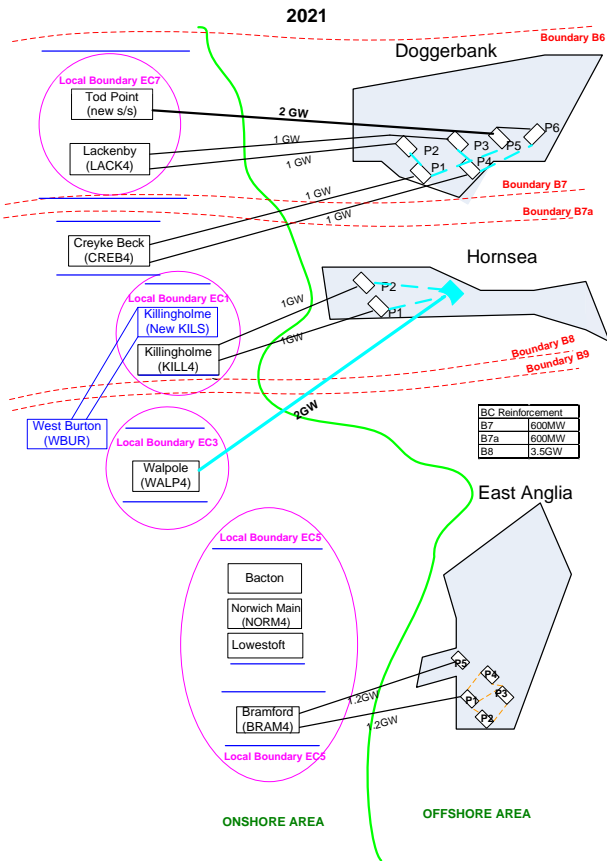 2021
Boundary B6
Doggerbank
Local Boundary EC7
Tod Point
(new s/s)
2 GW
P6
P5
P3
P2
P4
P1
1 GW
Lackenby
(LACK4)
1 GW
1 GW
Boundary B7
Boundary B7a
1 GW
Creyke Beck
(CREB4)
Hornsea
Local Boundary EC1
P2
P1
1GW
Killingholme
(New KILS)
1GW
Killingholme
(KILL4)
Boundary B8
Boundary B9
2GW
West Burton
(WBUR)
BC Reinforcement
B7 600MW
B7a 600MW
B8 3.5GW
Local Boundary EC3
Walpole
(WALP4)
East Anglia
Local Boundary EC5
Bacton
Norwich Main
(NORM4)
Lowestoft
P5
P4
P3
P1
P2
1.2GW
Bramford
(BRAM4)
1.2GW
Local Boundary EC5
ONSHORE AREA
OFFSHORE AREA